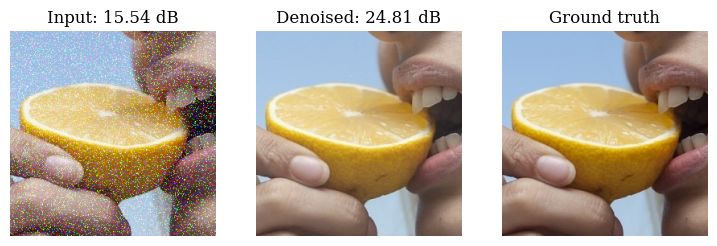 Input: 15.54 dB
Denoised: 24.81 dB
Ground truth